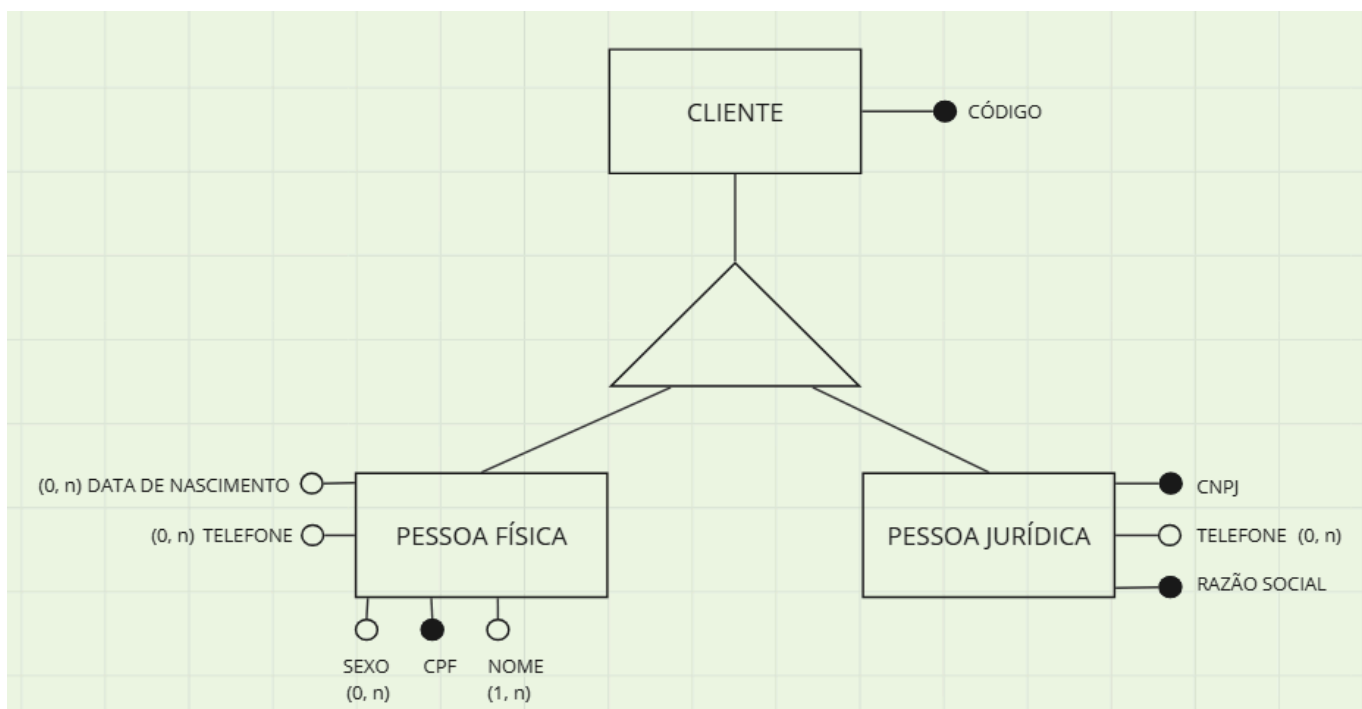 CLIENTE
CÓDIGO
(0, n) DATA DE NASCIMENTO
(0, n) TELEFONE
PESSOA FÍSICA
SEXO
(0, n)
CPF
NOME
(1, n)
PESSOA JURÍDICA
CNPJ
TELEFONE (0, n)
RAZÃO SOCIAL